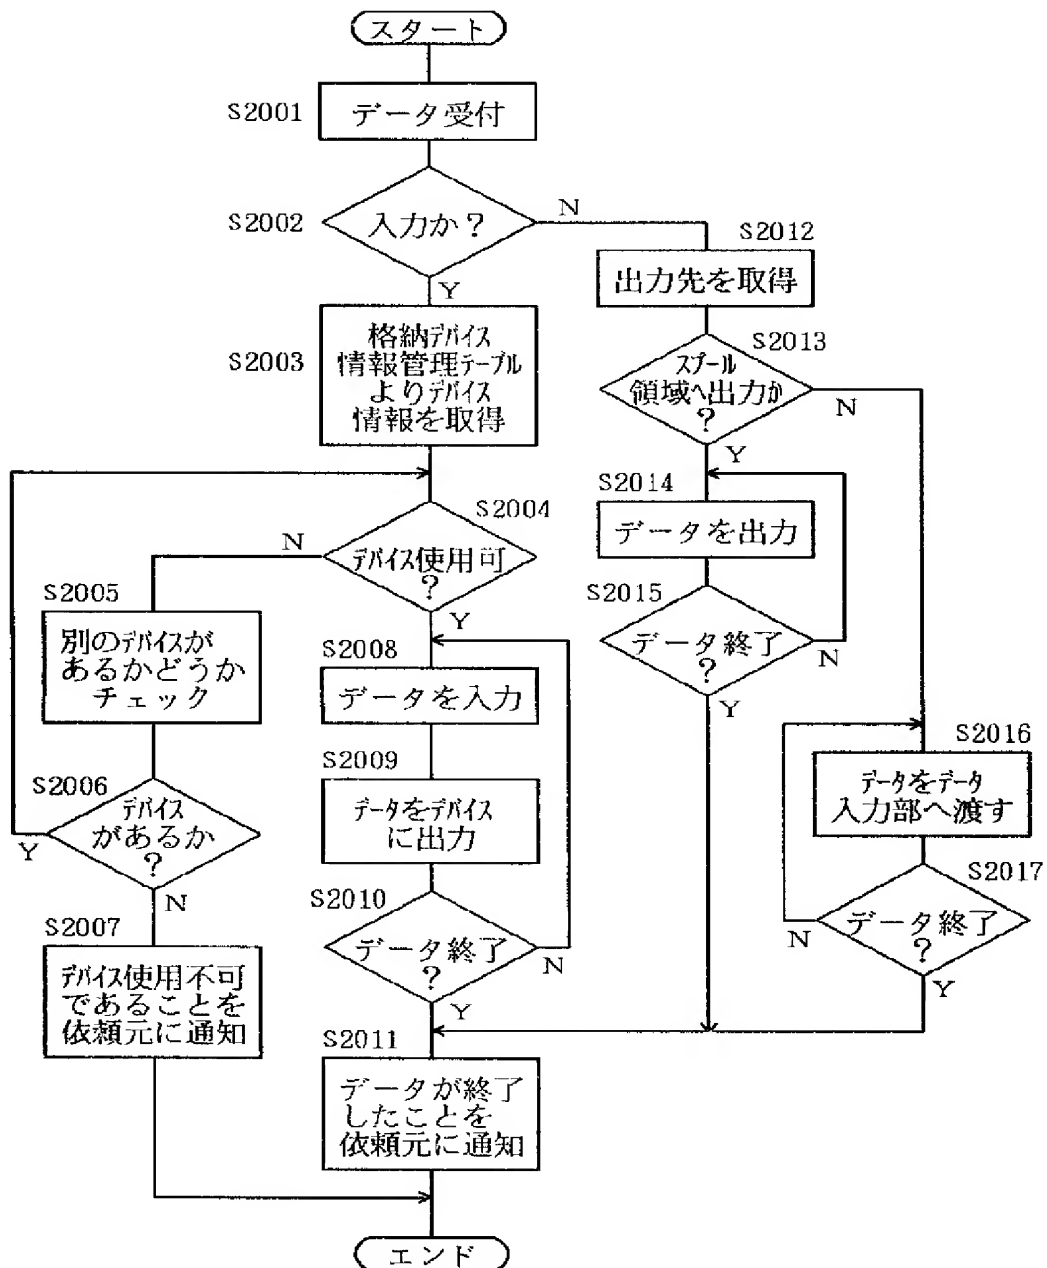 スタート
S2001
データ受付
S2002
入力か?
N
Y
S2003
格納デバイス
情報管理テーブル
よりデバイス
情報を取得
S2004
デバイス使用可
?
N
Y
S2005
別のデバイスが
あるかどうか
チェック
S2006
デバイス
があるか
?
Y
N
S2007
デバイス使用不可
であることを
依頼元に通知
S2008
データを入力
S2009
データをデバイス
に出力
S2010
データ終了
?
N
Y
S2011
データが終了
したことを
依頼元に通知
S2012
出力先を取得
S2013
スプール
領域へ出力か
?
N
Y
S2014
データを出力
S2015
データ終了
?
N
Y
S2016
データをデータ
入力部へ渡す
S2017
データ終了
?
N
Y
エンド